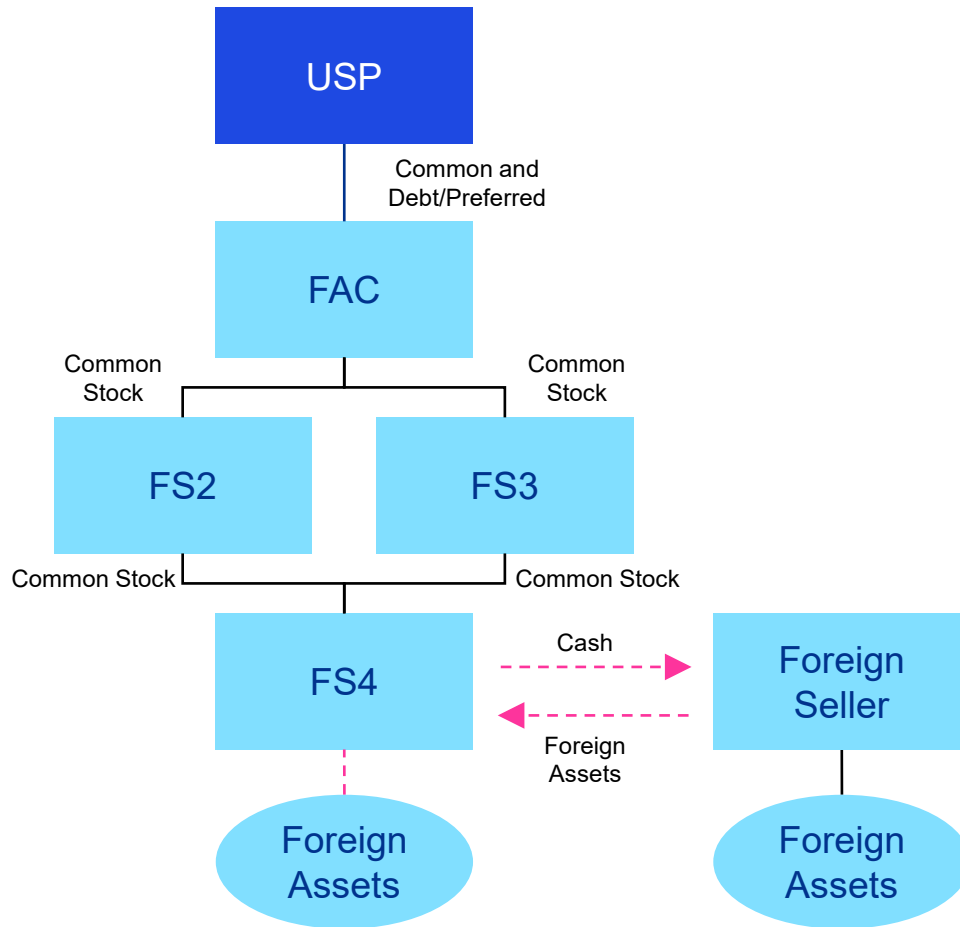 USP
Common and
Debt/Preferred
FAC
Common
Stock
Common
Stock
FS2
FS3
Common Stock
Common Stock
FS4
Cash
Foreign
Assets
Foreign
Seller
Foreign
Assets
Foreign
Assets